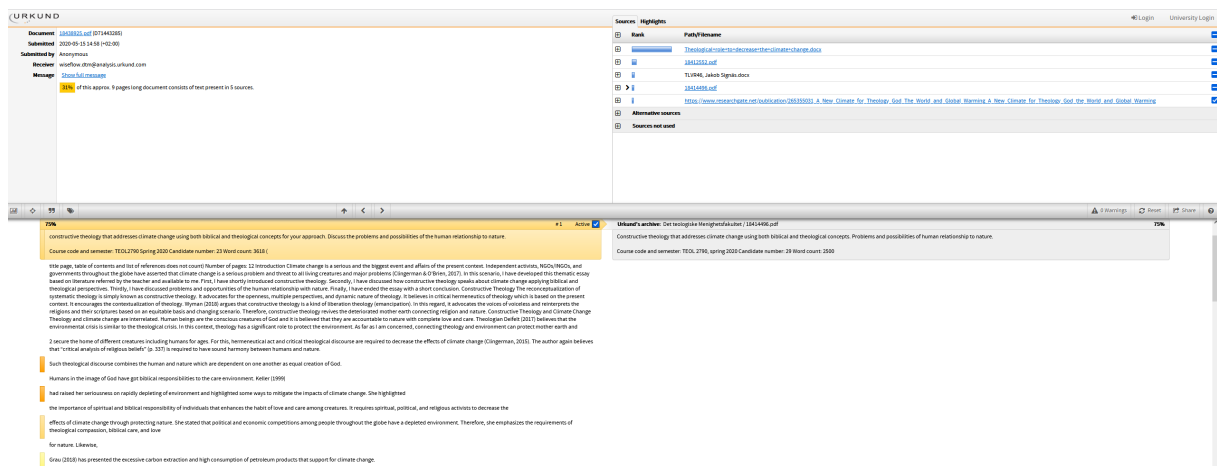 URKUND
Document 18438925.pdf (D71443285)
Submitted 2020-05-15 14:58 (+02:00)
Submitted by Anonymous
Receiver wiseflow.dtm@analysis.urkund.com
Message Show full message
31% of this approx. 9 pages long document consists of text present in 5 sources.
Sources Highlights
Login University Login
Rank Path/Filename
Theological+role+to+decrease+the+climate+change.docx
18412552.pdf
TLVR46, Jakob Signäs.docx
18414496.pdf
https://www.researchgate.net/publication/265355031_A_New_Climate_for_Theology_God_The_World_and_Global_Warming_A_New_Climate_for_Theology_God_the_World_and_Global_Warming
Alternative sources
Sources not used
0 Warnings Reset Share
75% #1 Active
constructive theology that addresses climate change using both biblical and theological concepts for your approach. Discuss the problems and possibilities of the human relationship to nature.
Course code and semester: TEOL2790 Spring 2020 Candidate number: 23 Word count: 3618 (
Urkund's archive: Det teologiske Menighetsfakultet / 18414496.pdf 75%
Constructive theology that addresses climate change using both biblical and theological concepts. Problems and possibilities of human relationship to nature.
Course code and semester: TEOL 2790, spring 2020 Candidate number: 29 Word count: 2500
title page, table of contents and list of references does not count) Number of pages: 12 Introduction Climate change is a serious and the biggest event and affairs of the present context. Independent activists, NGOs/INGOs, and
governments throughout the globe have asserted that climate change is a serious problem and threat to all living creatures and major problems (Clingerman & O'Brien, 2017). In this scenario, I have developed this thematic essay
based on literature referred by the teacher and available to me. First, I have shortly introduced constructive theology. Secondly, I have discussed how constructive theology speaks about climate change applying biblical and
theological perspectives. Thirdly, I have discussed problems and opportunities of the human relationship with nature. Finally, I have ended the essay with a short conclusion. Constructive Theology The reconceptualization of
systematic theology is simply known as constructive theology. It advocates for the openness, multiple perspectives, and dynamic nature of theology. It believes in critical hermeneutics of theology which is based on the present
context. It encourages the contextualization of theology. Wyman (2018) argues that constructive theology is a kind of liberation theology (emancipation). In this regard, it advocates the voices of voiceless and reinterprets the
religions and their scriptures based on an equitable basis and changing scenario. Therefore, constructive theology revives the deteriorated mother earth connecting religion and nature. Constructive Theology and Climate Change
Theology and climate change are interrelated. Human beings are the conscious creatures of God and it is believed that they are accountable to nature with complete love and care. Theologian Deifelt (2017) believes that the
environmental crisis is similar to the theological crisis. In this context, theology has a significant role to protect the environment. As far as I am concerned, connecting theology and environment can protect mother earth and
2 secure the home of different creatures including humans for ages. For this, hermeneutical act and critical theological discourse are required to decrease the effects of climate change (Clingerman, 2015). The author again believes
that "critical analysis of religious beliefs" (p. 337) is required to have sound harmony between humans and nature.
Such theological discourse combines the human and nature which are dependent on one another as equal creation of God.
Humans in the image of God have got biblical responsibilities to the care environment. Keller (1999)
had raised her seriousness on rapidly depleting of environment and highlighted some ways to mitigate the impacts of climate change. She highlighted
the importance of spiritual and biblical responsibility of individuals that enhances the habit of love and care among creatures. It requires spiritual, political, and religious activists to decrease the
effects of climate change through protecting nature. She stated that political and economic competitions among people throughout the globe have a depleted environment. Therefore, she emphasizes the requirements of
theological compassion, biblical care, and love
for nature. Likewise,
Grau (2018) has presented the excessive carbon extraction and high consumption of petroleum products that support for climate change.